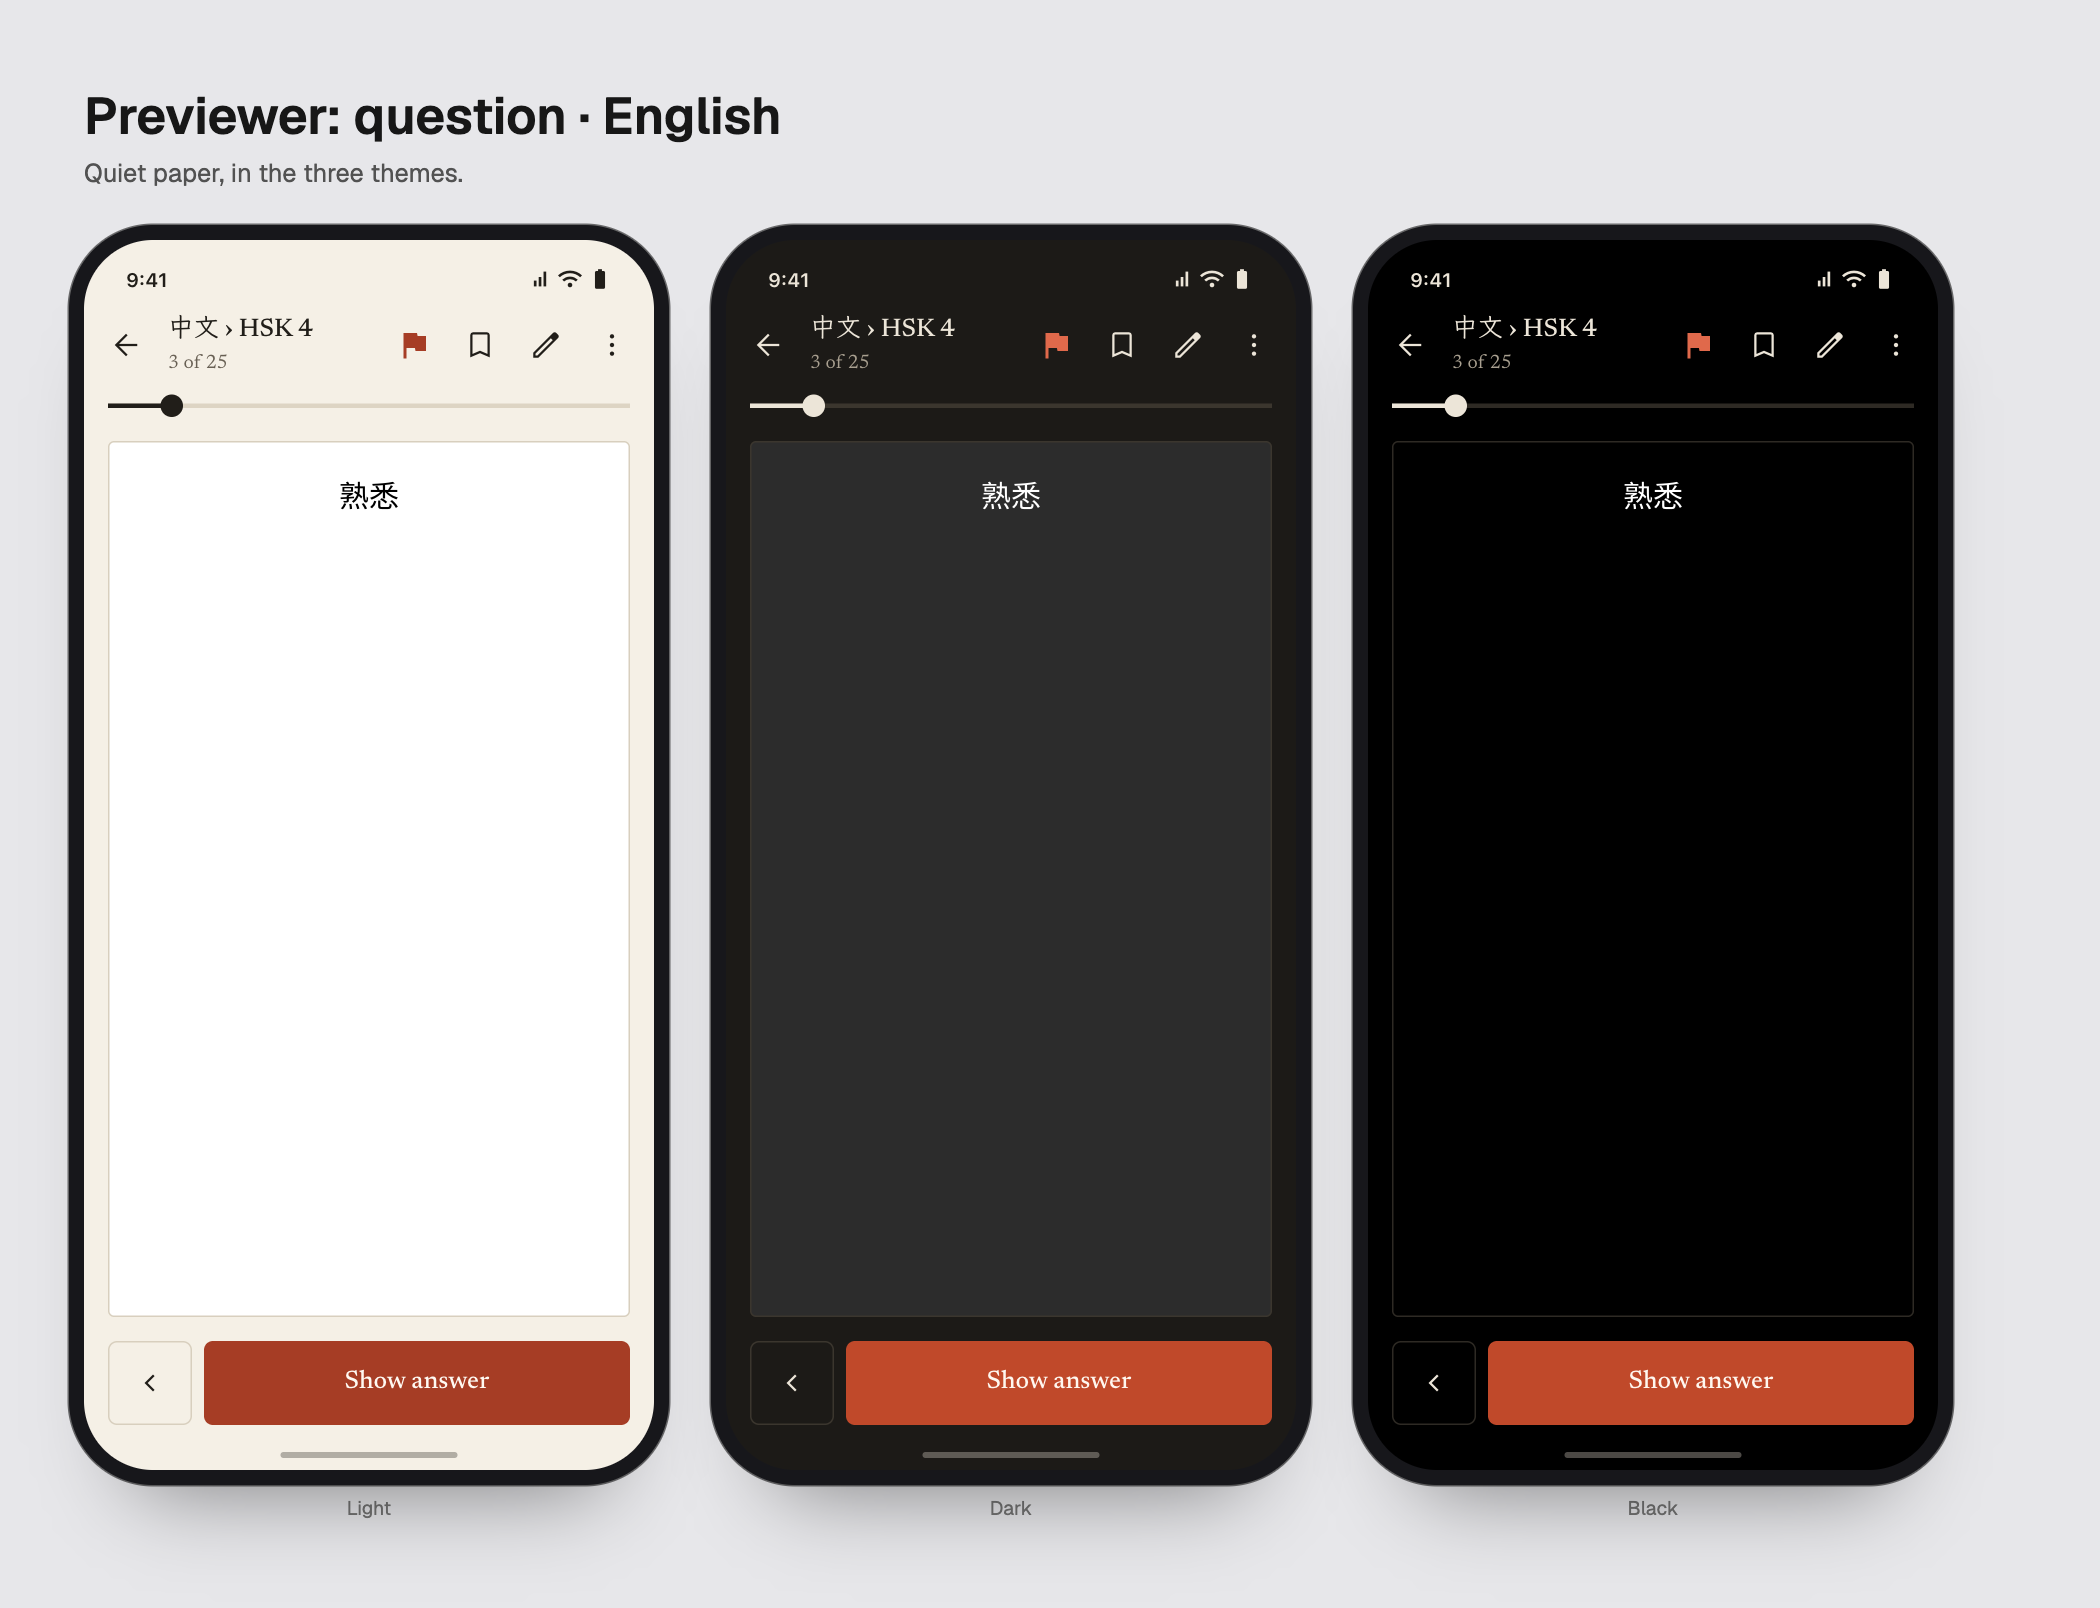 Previewer: question · English
Quiet paper, in the three themes.
9:41
中文 › HSK 4
3 of 25
熟悉
Show answer
Light
9:41
中文 › HSK 4
3 of 25
熟悉
Show answer
Dark
9:41
中文 › HSK 4
3 of 25
熟悉
Show answer
Black